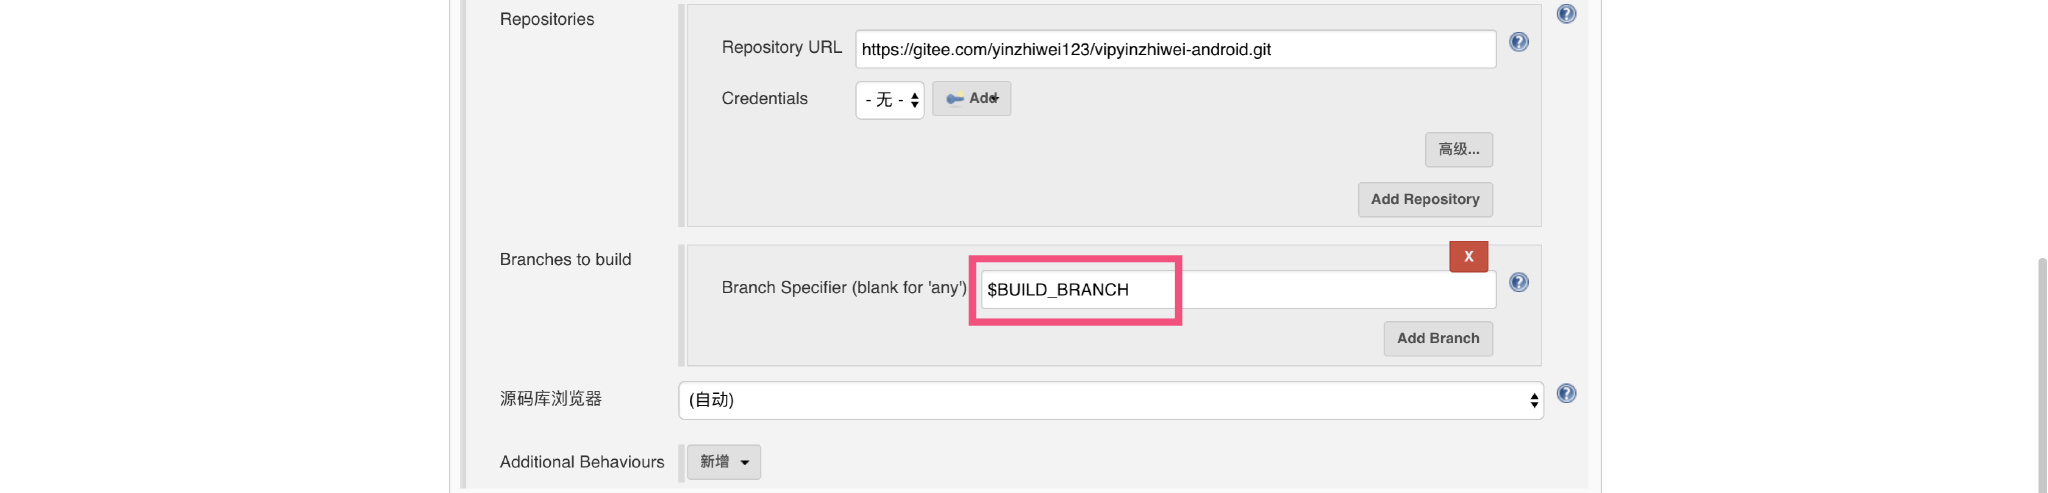 Repositories
Repository URL https://gitee.com/yinzhiwei123/vipyinzhiwei-android.git
Credentials - 无 - Add
高级...
Add Repository
Branches to build
X
Branch Specifier (blank for 'any') $BUILD_BRANCH
Add Branch
源码库浏览器 (自动)
Additional Behaviours 新增